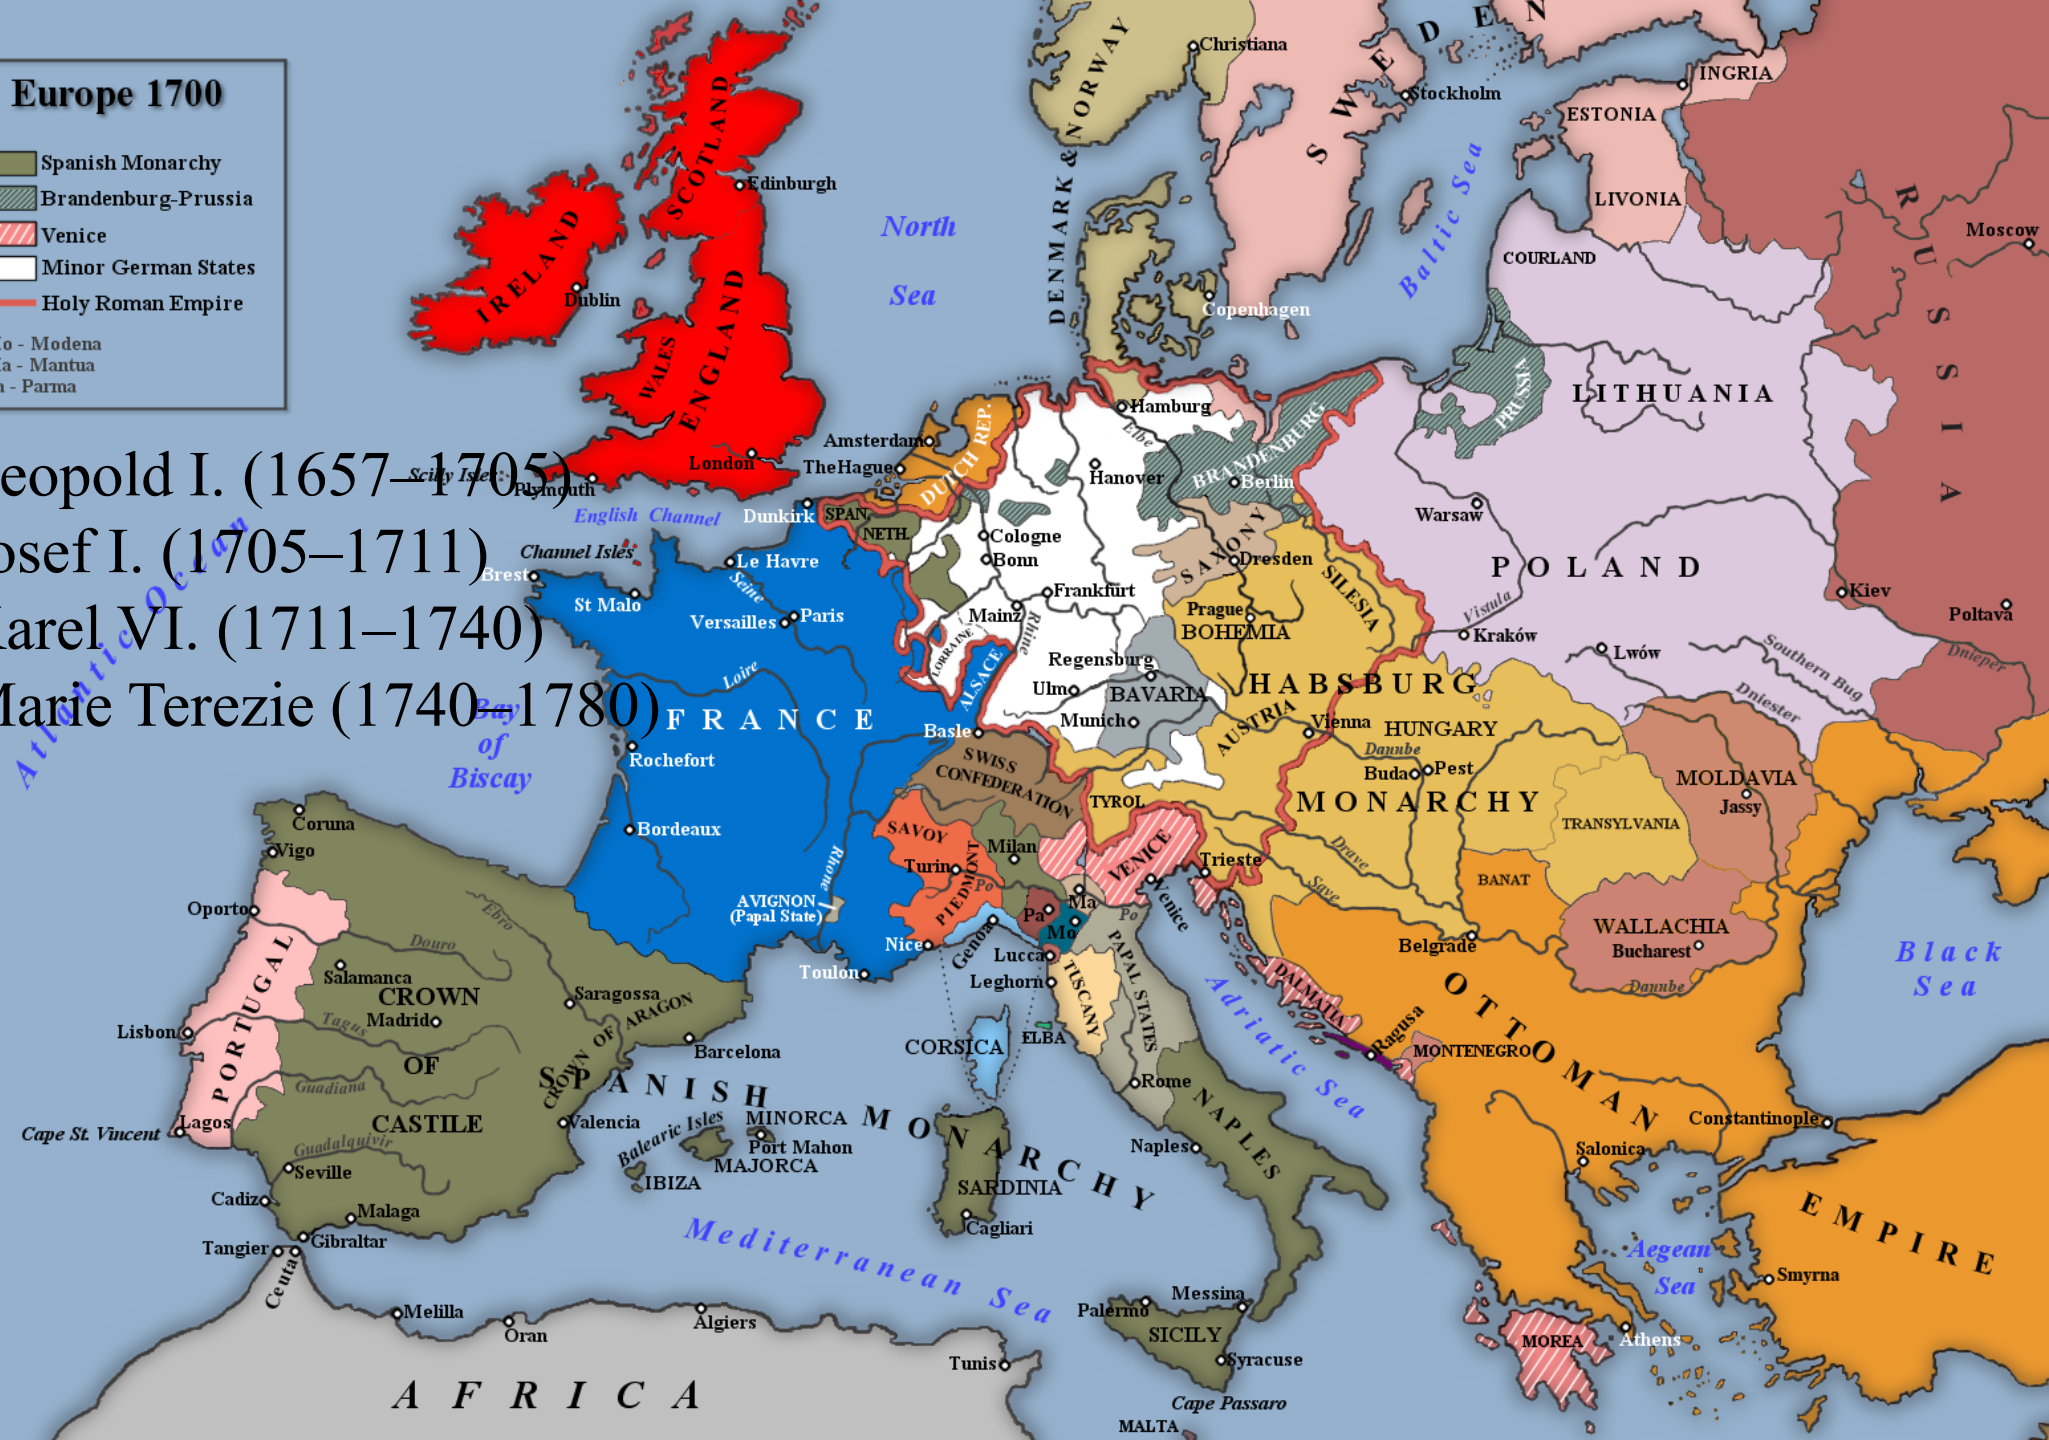 Europe 1700
Spanish Monarchy
Brandenburg-Prussia
Venice
Minor German States
Holy Roman Empire
o - Modena
a - Mantua
- Parma
eopold I. (1657–1705)
osef I. (1705–1711)
Karel VI. (1711–1740)
Marie Terezie (1740–1780)
Atlantic Ocean
North
Sea
Baltic Sea
English Channel
Bay
of
Biscay
Mediterranean Sea
Adriatic Sea
Aegean
Sea
Black
Sea
SCOTLAND
Edinburgh
IRELAND
Dublin
WALES
ENGLAND
London
Plymouth
Scilly Isles
Channel Isles
DENMARK & NORWAY
Christiana
Copenhagen
SWEDEN
Stockholm
INGRIA
ESTONIA
LIVONIA
COURLAND
RUSSIA
Moscow
Kiev
Poltava
Dnieper
LITHUANIA
PRUSSIA
POLAND
Warsaw
Vistula
Kraków
Lwów
Southern Bug
Dniester
Amsterdam
The Hague
DUTCH REP.
SPAN.
NETH.
Hamburg
Elbe
Hanover
BRANDENBURG
Berlin
SAXONY
Dresden
SILESIA
Cologne
Bonn
Frankfurt
Mainz
Rhine
LORRAINE
ALSACE
Prague
BOHEMIA
Regensburg
Ulm
BAVARIA
Munich
HABSBURG
MONARCHY
AUSTRIA
Vienna
HUNGARY
Danube
Buda
Pest
TYROL
TRANSYLVANIA
Drave
Save
BANAT
MOLDAVIA
Jassy
WALLACHIA
Bucharest
Danube
Belgrade
Dunkirk
Le Havre
Brest
St Malo
Seine
Versailles
Paris
Loire
FRANCE
Rochefort
Bordeaux
Rhone
AVIGNON
(Papal State)
Toulon
Nice
Basle
SWISS
CONFEDERATION
SAVOY
Turin
PIEDMONT
Po
Milan
VENICE
Venice
Trieste
Ma
Pa
Mo
Po
Genoa
Lucca
Leghorn
TUSCANY
PAPAL STATES
ELBA
CORSICA
Rome
NAPLES
Naples
DALMATIA
Ragusa
MONTENEGRO
OTTOMAN
EMPIRE
Constantinople
Salonica
Smyrna
Athens
MOREA
Coruna
Vigo
Oporto
PORTUGAL
Lisbon
Lagos
Cape St. Vincent
Ebro
Douro
Salamanca
CROWN
OF
CASTILE
Madrid
Tagus
Guadiana
Guadalquivir
Seville
Cadiz
Malaga
Gibraltar
Tangier
Ceuta
Saragossa
CROWN OF ARAGON
Barcelona
Valencia
SPANISH MONARCHY
Balearic Isles
MINORCA
Port Mahon
MAJORCA
IBIZA
SARDINIA
Cagliari
Palermo
Messina
SICILY
Syracuse
Cape Passaro
MALTA
Melilla
Oran
Algiers
Tunis
AFRICA